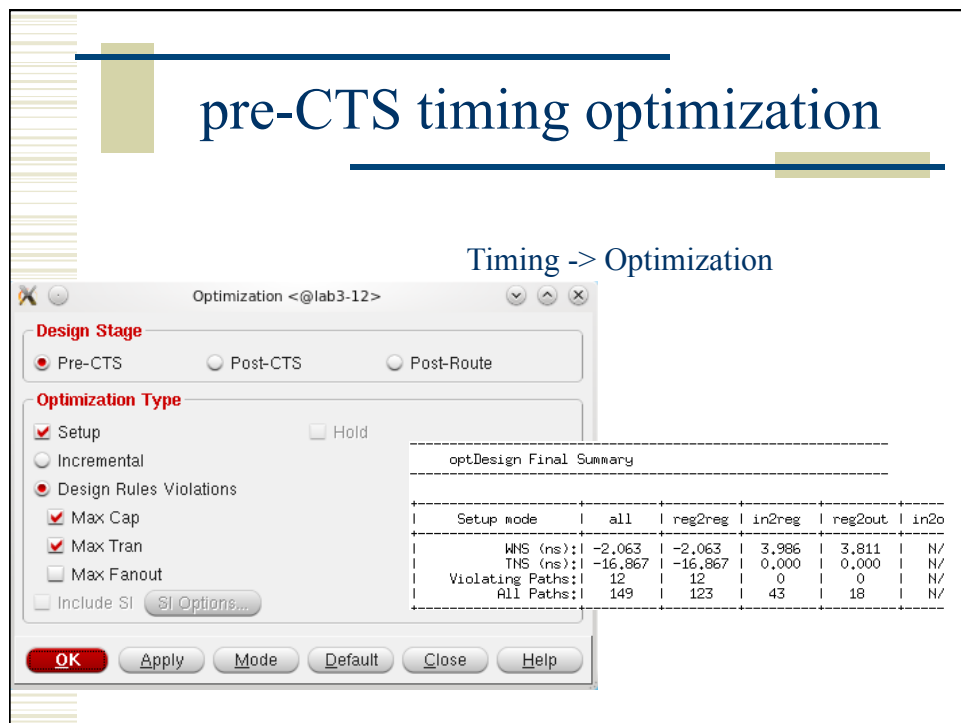 pre-CTS timing optimization
Timing -> Optimization
Optimization <@lab3-12>
Design Stage
Pre-CTS Post-CTS Post-Route
Optimization Type
Setup Hold
Incremental
Design Rules Violations
Max Cap
Max Tran
Max Fanout
Include SI SI Options...
OK Apply Mode Default Close Help
optDesign Final Summary
| Setup mode | all | reg2reg | in2reg | reg2out | in2o
| WNS (ns):| -2.063 | -2.063 | 3.986 | 3.811 | N/
| TNS (ns):| -16.867 | -16.867 | 0.000 | 0.000 | N/
| Violating Paths:| 12 | 12 | 0 | 0 | N/
| All Paths:| 149 | 123 | 43 | 18 | N/